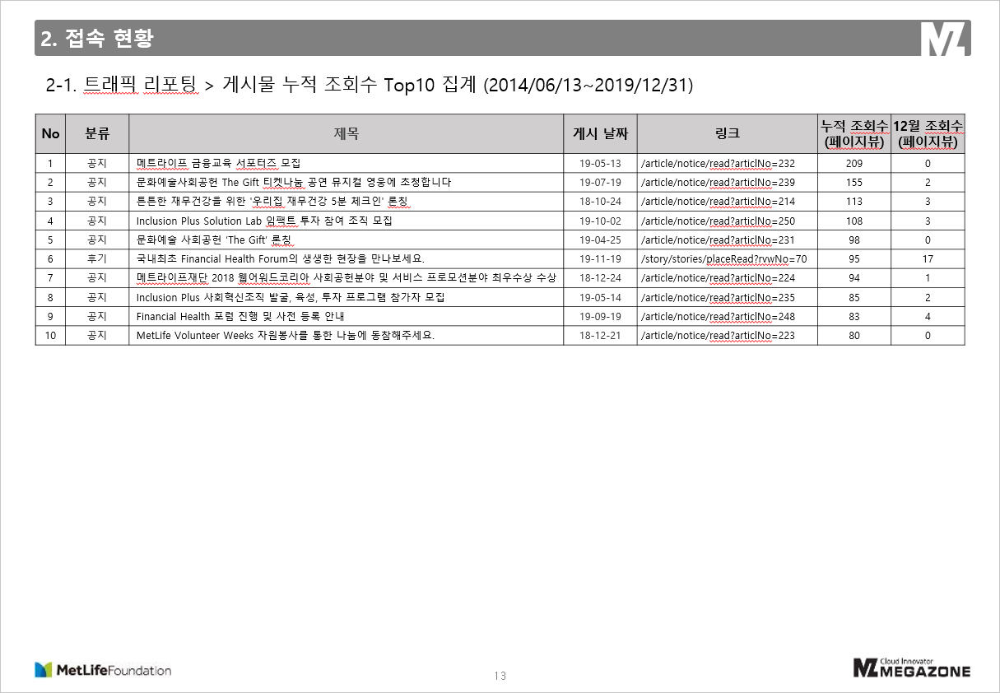 2. 접속 현황
MZ
2-1. 트래픽 리포팅 > 게시물 누적 조회수 Top10 집계 (2014/06/13~2019/12/31)
No 분류 제목 게시 날짜 링크 누적 조회수 (페이지뷰) 12월 조회수 (페이지뷰)
1 공지 메트라이프 금융교육 서포터즈 모집 19-05-13 /article/notice/read?articlNo=232 209 0
2 공지 문화예술사회공헌 The Gift 티켓나눔 공연 뮤지컬 영웅에 초청합니다 19-07-19 /article/notice/read?articlNo=239 155 2
3 공지 튼튼한 재무건강을 위한 '우리집 재무건강 5분 체크인' 론칭 18-10-24 /article/notice/read?articlNo=214 113 3
4 공지 Inclusion Plus Solution Lab 임팩트 투자 참여 조직 모집 19-10-02 /article/notice/read?articlNo=250 108 3
5 공지 문화예술 사회공헌 ‘The Gift’ 론칭 19-04-25 /article/notice/read?articlNo=231 98 0
6 후기 국내최초 Financial Health Forum의 생생한 현장을 만나보세요. 19-11-19 /story/stories/placeRead?rvwNo=70 95 17
7 공지 메트라이프재단 2018 웹어워드코리아 사회공헌분야 및 서비스 프로모션분야 최우수상 수상 18-12-24 /article/notice/read?articlNo=224 94 1
8 공지 Inclusion Plus 사회혁신조직 발굴, 육성, 투자 프로그램 참가자 모집 19-05-14 /article/notice/read?articlNo=235 85 2
9 공지 Financial Health 포럼 진행 및 사전 등록 안내 19-09-19 /article/notice/read?articlNo=248 83 4
10 공지 MetLife Volunteer Weeks 자원봉사를 통한 나눔에 동참해주세요. 18-12-21 /article/notice/read?articlNo=223 80 0
MetLifeFoundation
13
MZ Cloud Innovator
MEGAZONE